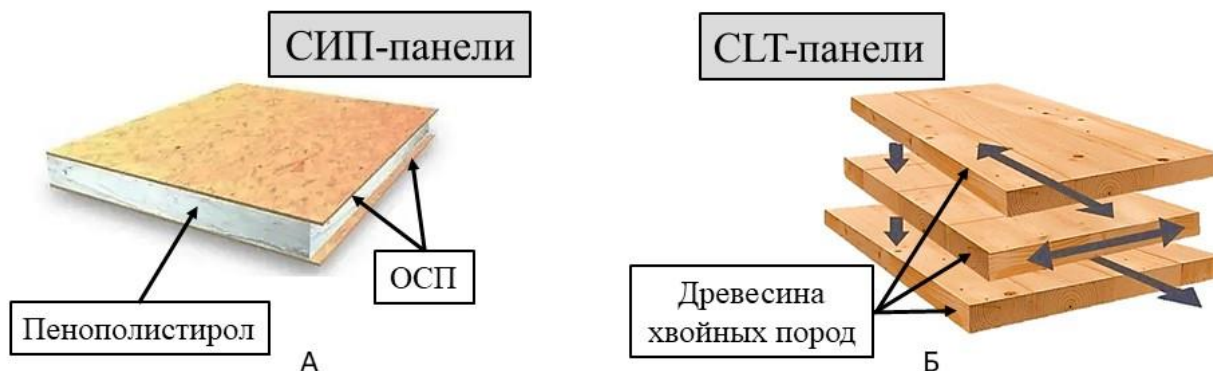 СИП-панели
CLT-панели
ОСП
Пенополистирол
Древесина
хвойных пород
А
Б